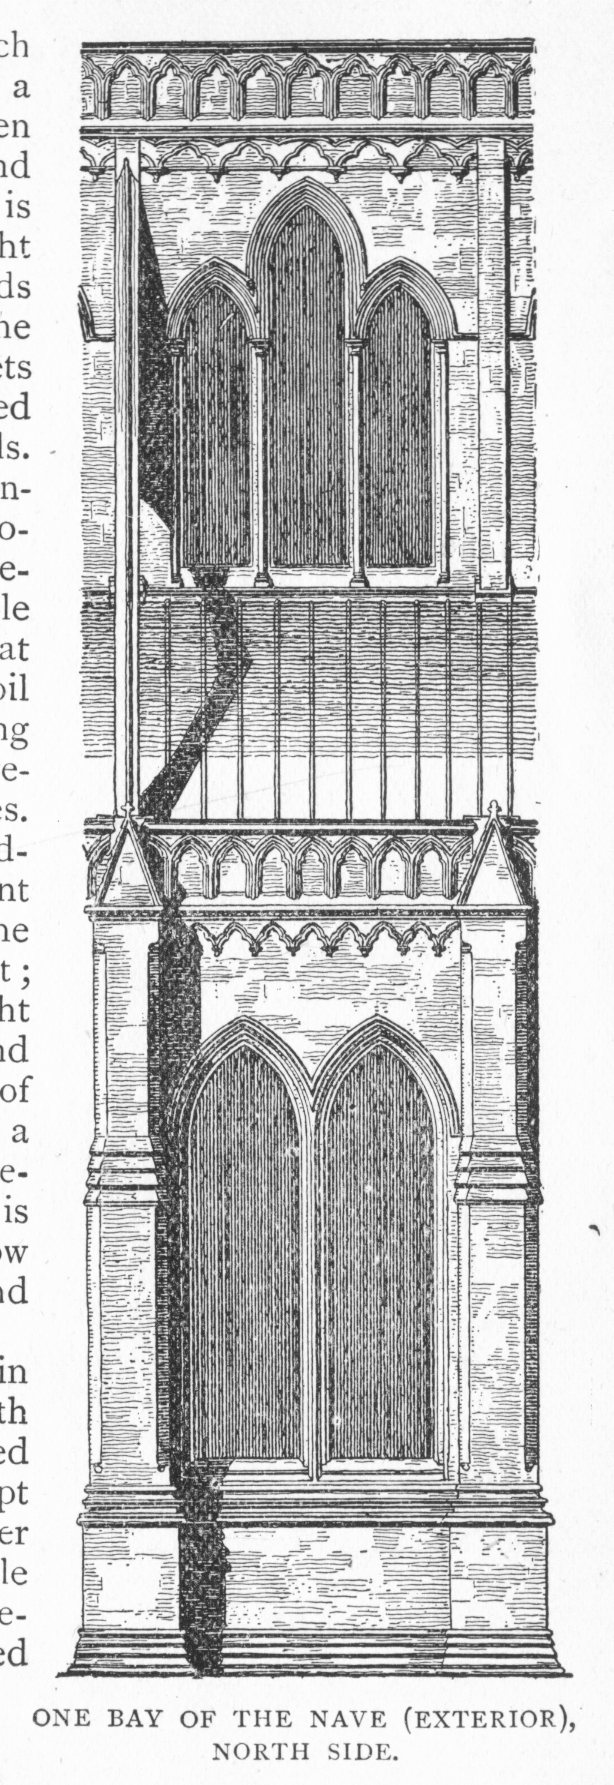 ch
a
en
nd
is
ht
ds
he
ets
ed
ls.
n-
o-
e-
le
at
oil
ng
e-
es.
d-
nt
he
t ;
ht
nd
of
a
e-
is
ow
nd
in
th
ed
pt
er
le
e-
ed
ONE BAY OF THE NAVE (EXTERIOR),
NORTH SIDE.